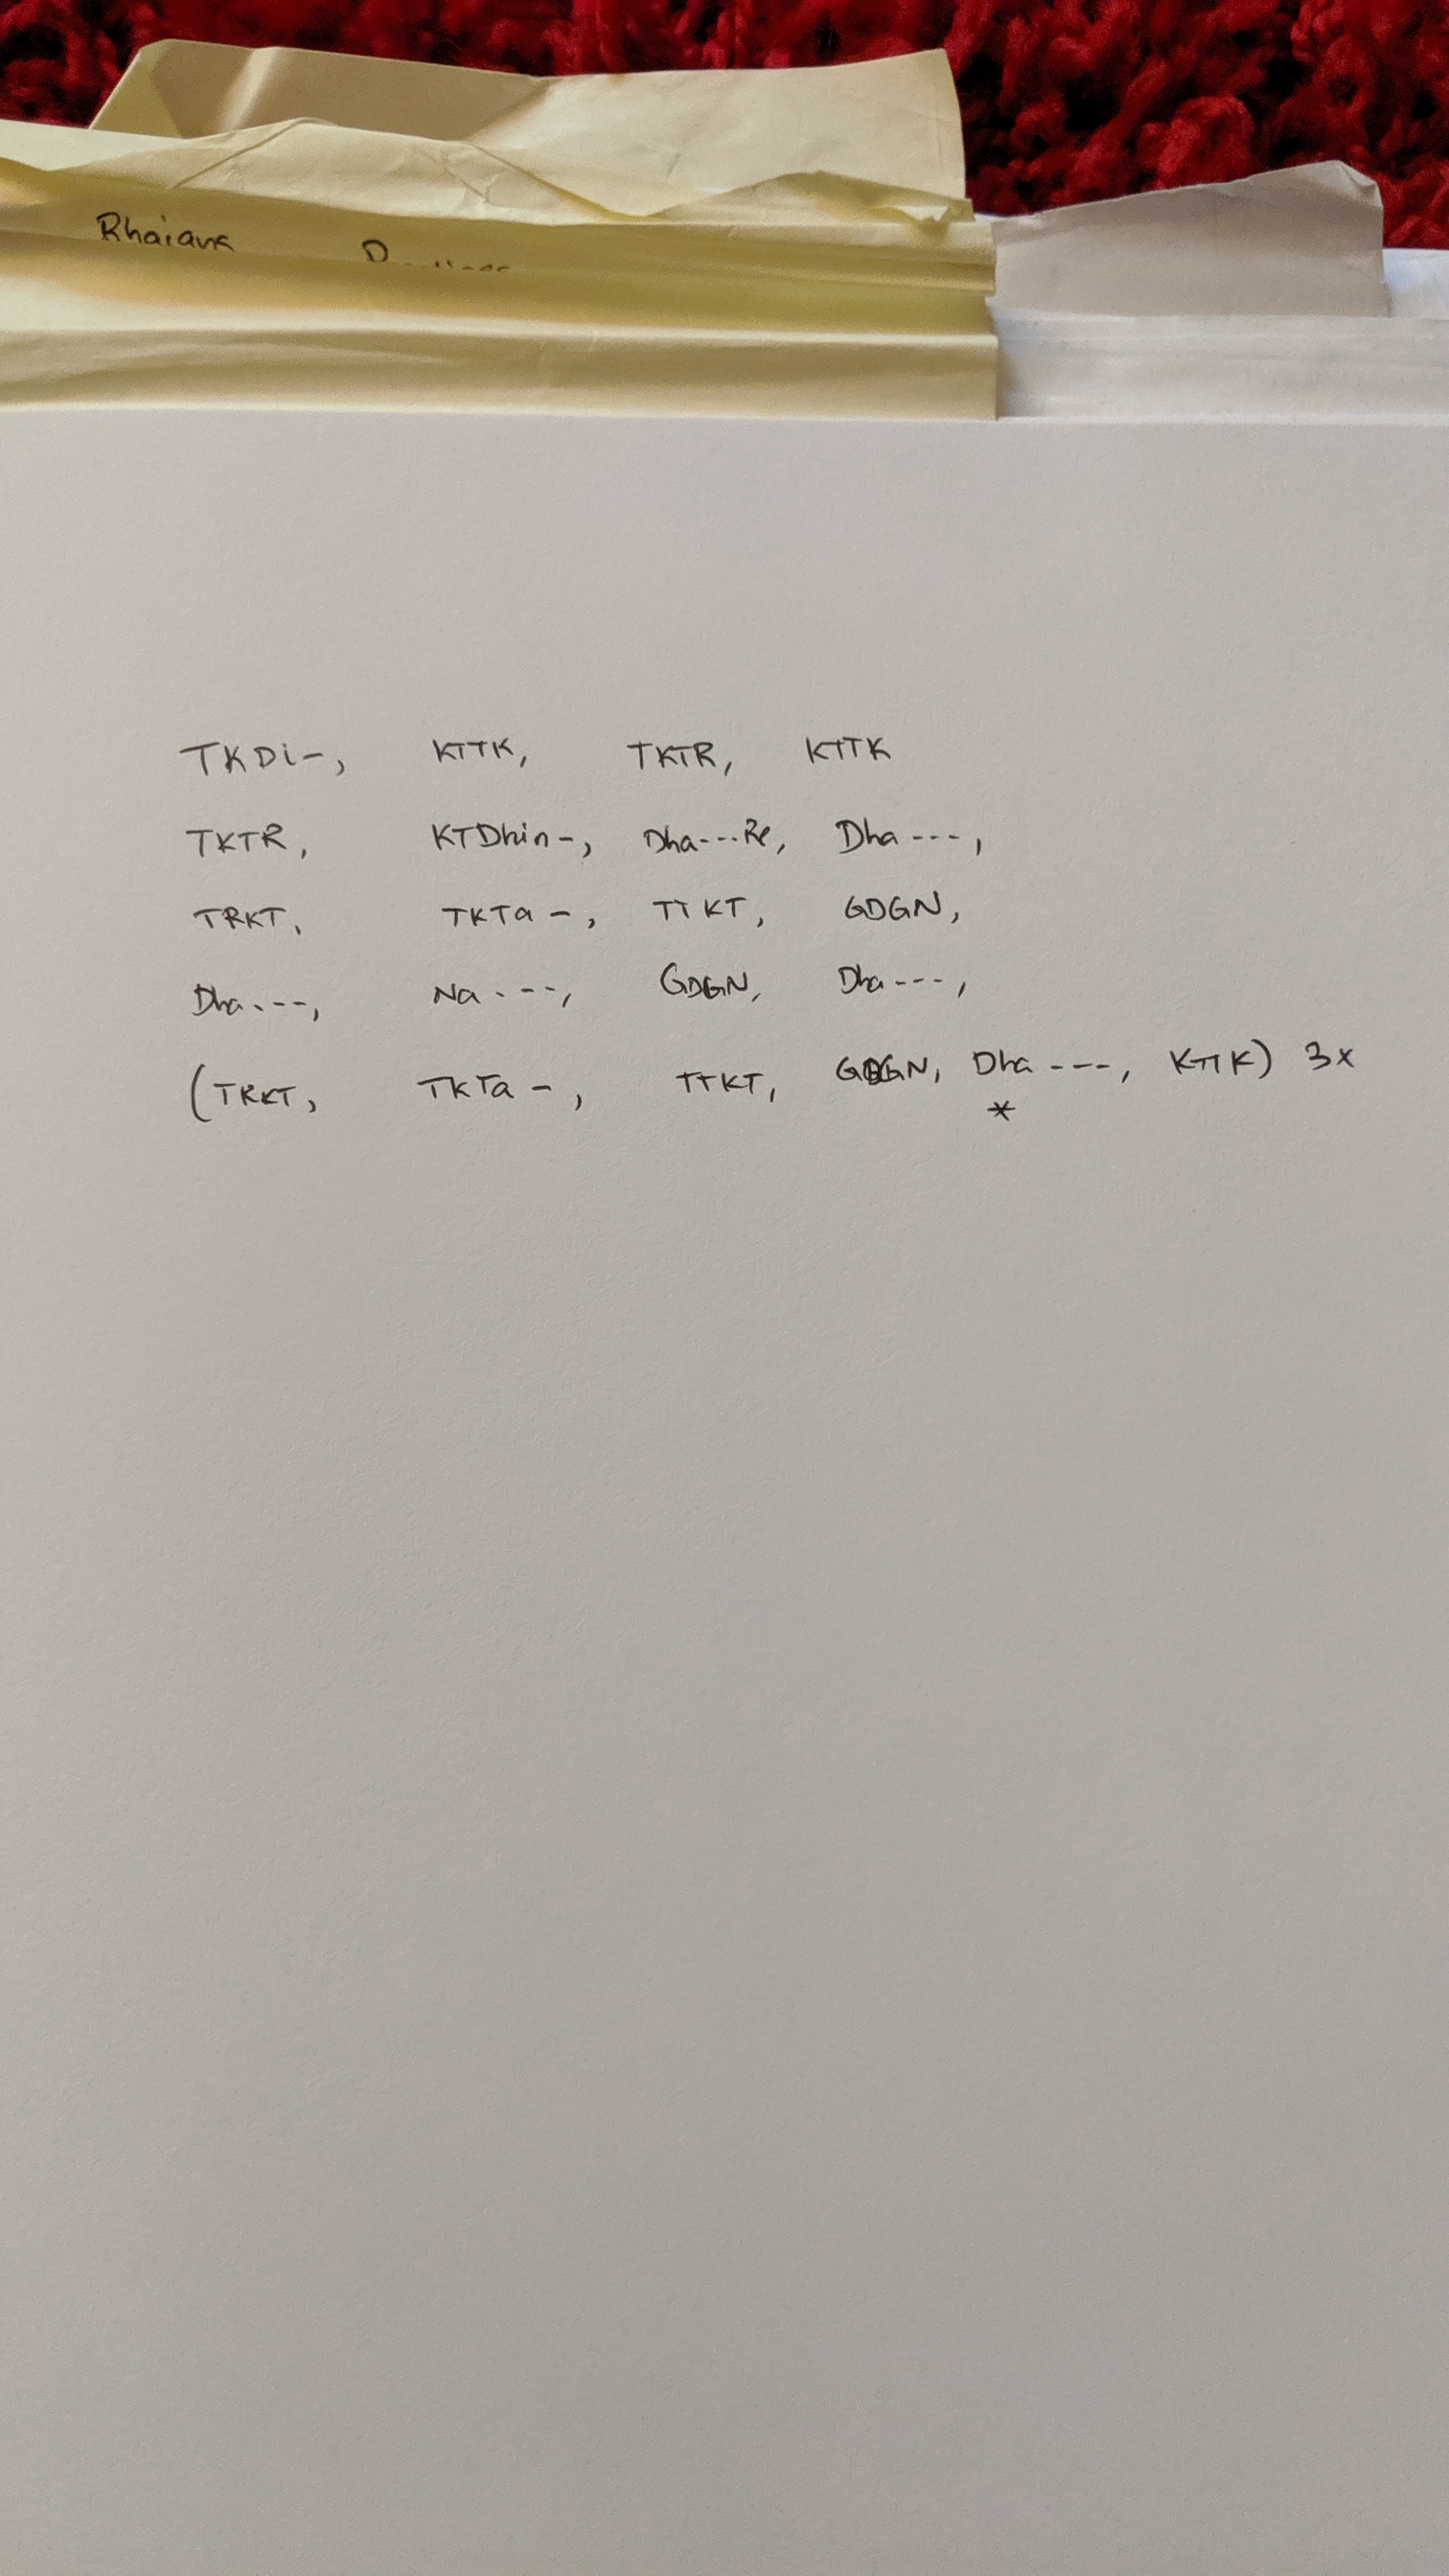 Bhajans
TKDi-, KTTK, TKTR, KTTK
TKTR, KTDhin-, Dha---Re, Dha---,
TRKT, TKTa-, TTKT, GDGN,
Dha---, Na---, GDGN, Dha---,
(TRKT, TKTa-, TTKT, GDGN, Dha---, KTTK) 3x
*